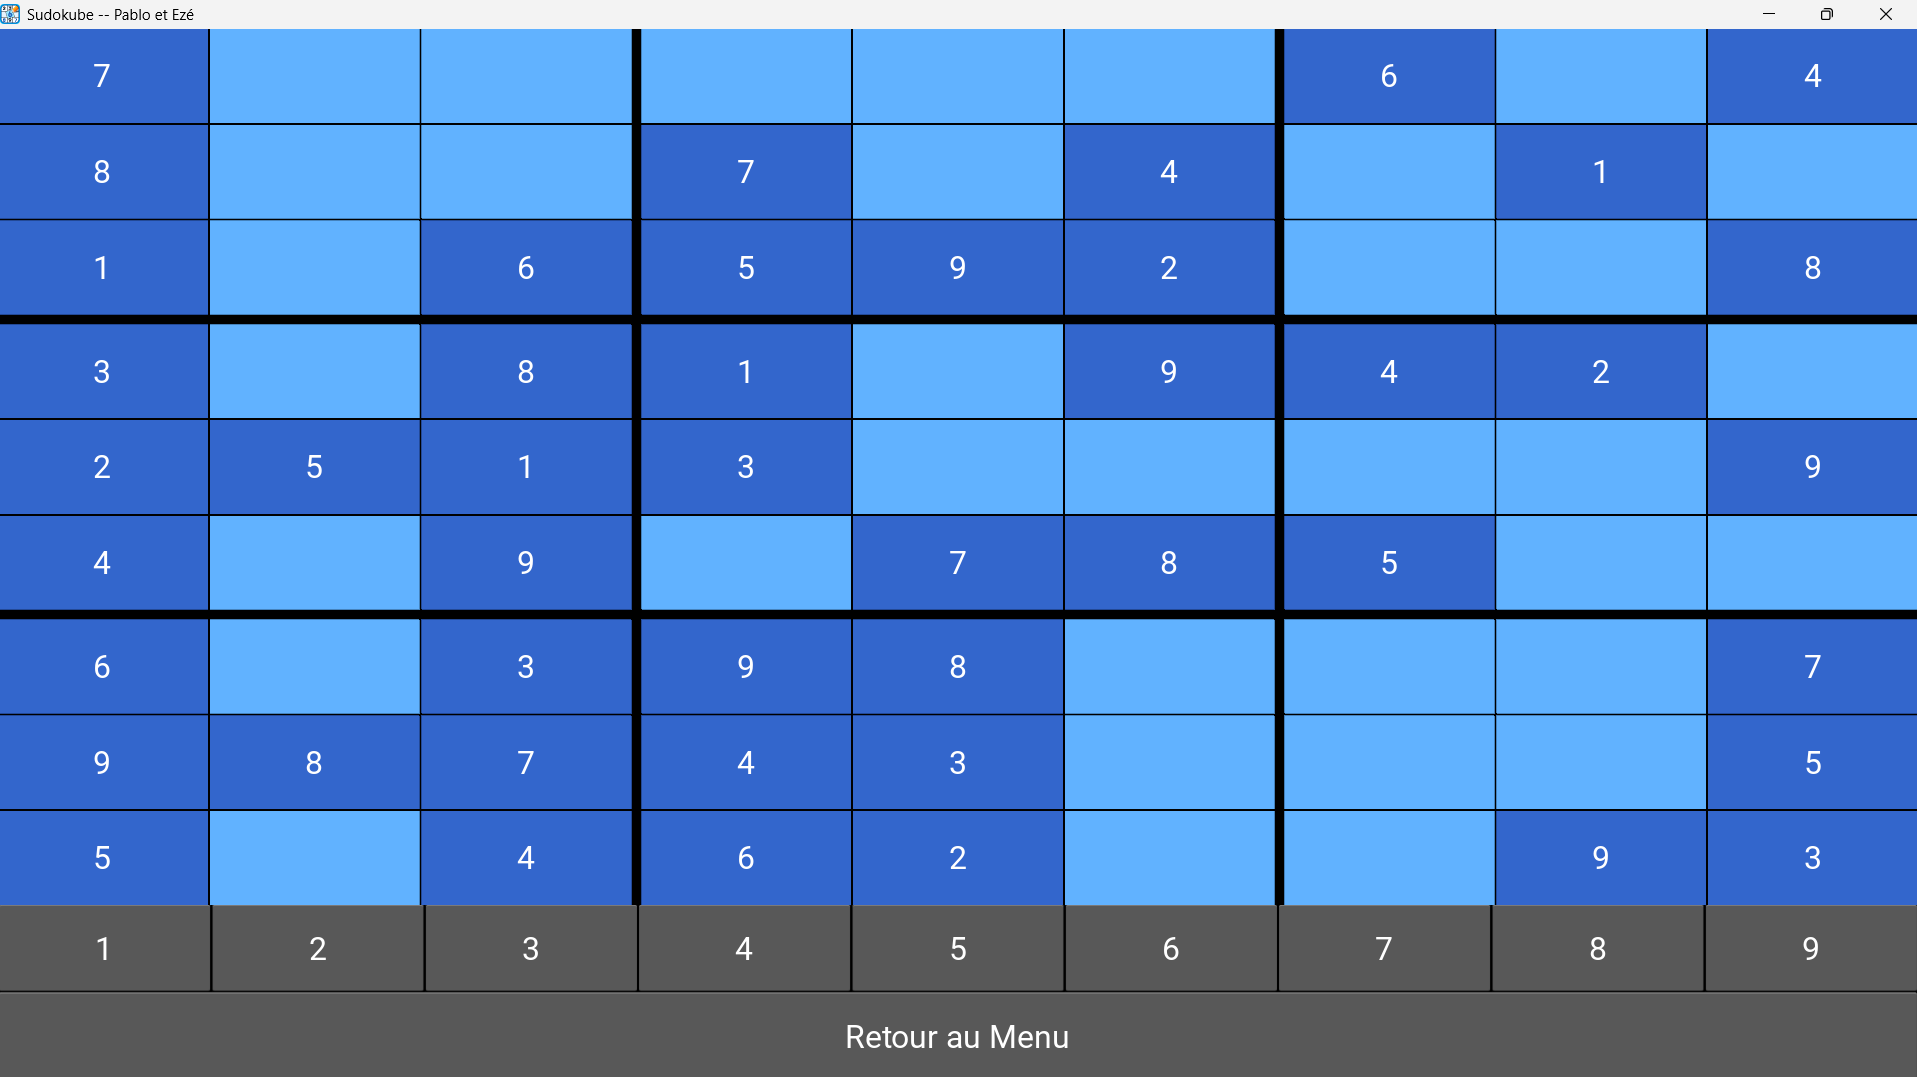 Sudokube -- Pablo et Ezé
7 6 4
8 7 4 1
1 6 5 9 2 8
3 8 1 9 4 2
2 5 1 3 9
4 9 7 8 5
6 3 9 8 7
9 8 7 4 3 5
5 4 6 2 9 3
1 2 3 4 5 6 7 8 9
Retour au Menu